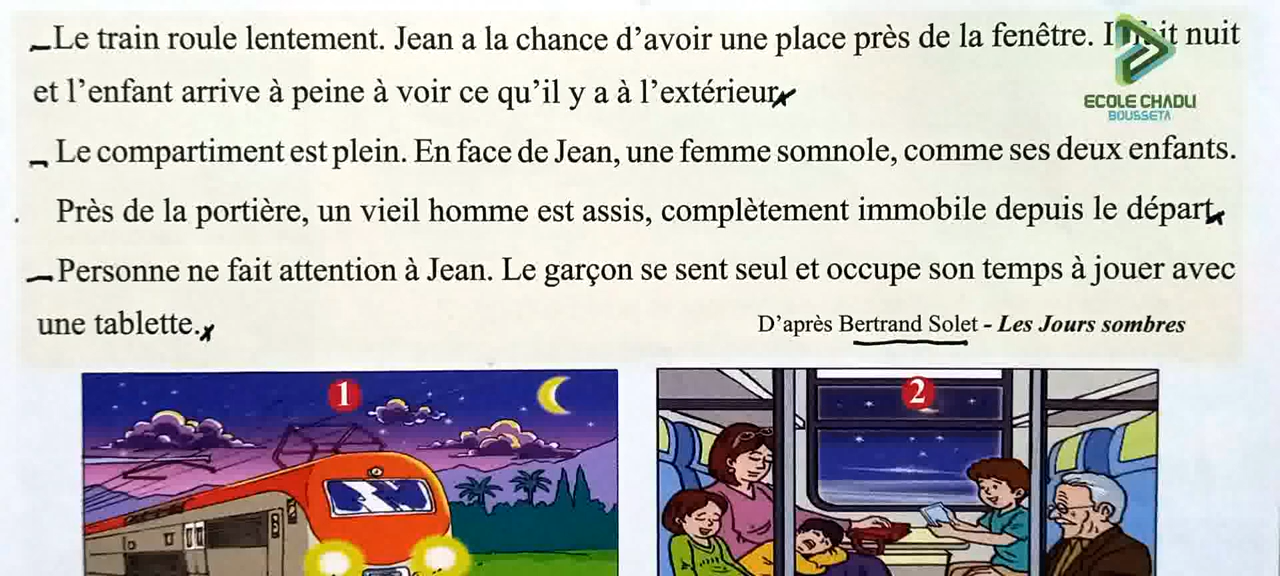 Le train roule lentement. Jean a la chance d'avoir une place près de la fenêtre. Il fait nuit
et l'enfant arrive à peine à voir ce qu'il y a à l'extérieur.
Le compartiment est plein. En face de Jean, une femme somnole, comme ses deux enfants.
Près de la portière, un vieil homme est assis, complètement immobile depuis le départ.
Personne ne fait attention à Jean. Le garçon se sent seul et occupe son temps à jouer avec
une tablette.
D'après Bertrand Solet - Les Jours sombres
ECOLE CHADLI
BOUSSETA
1
2